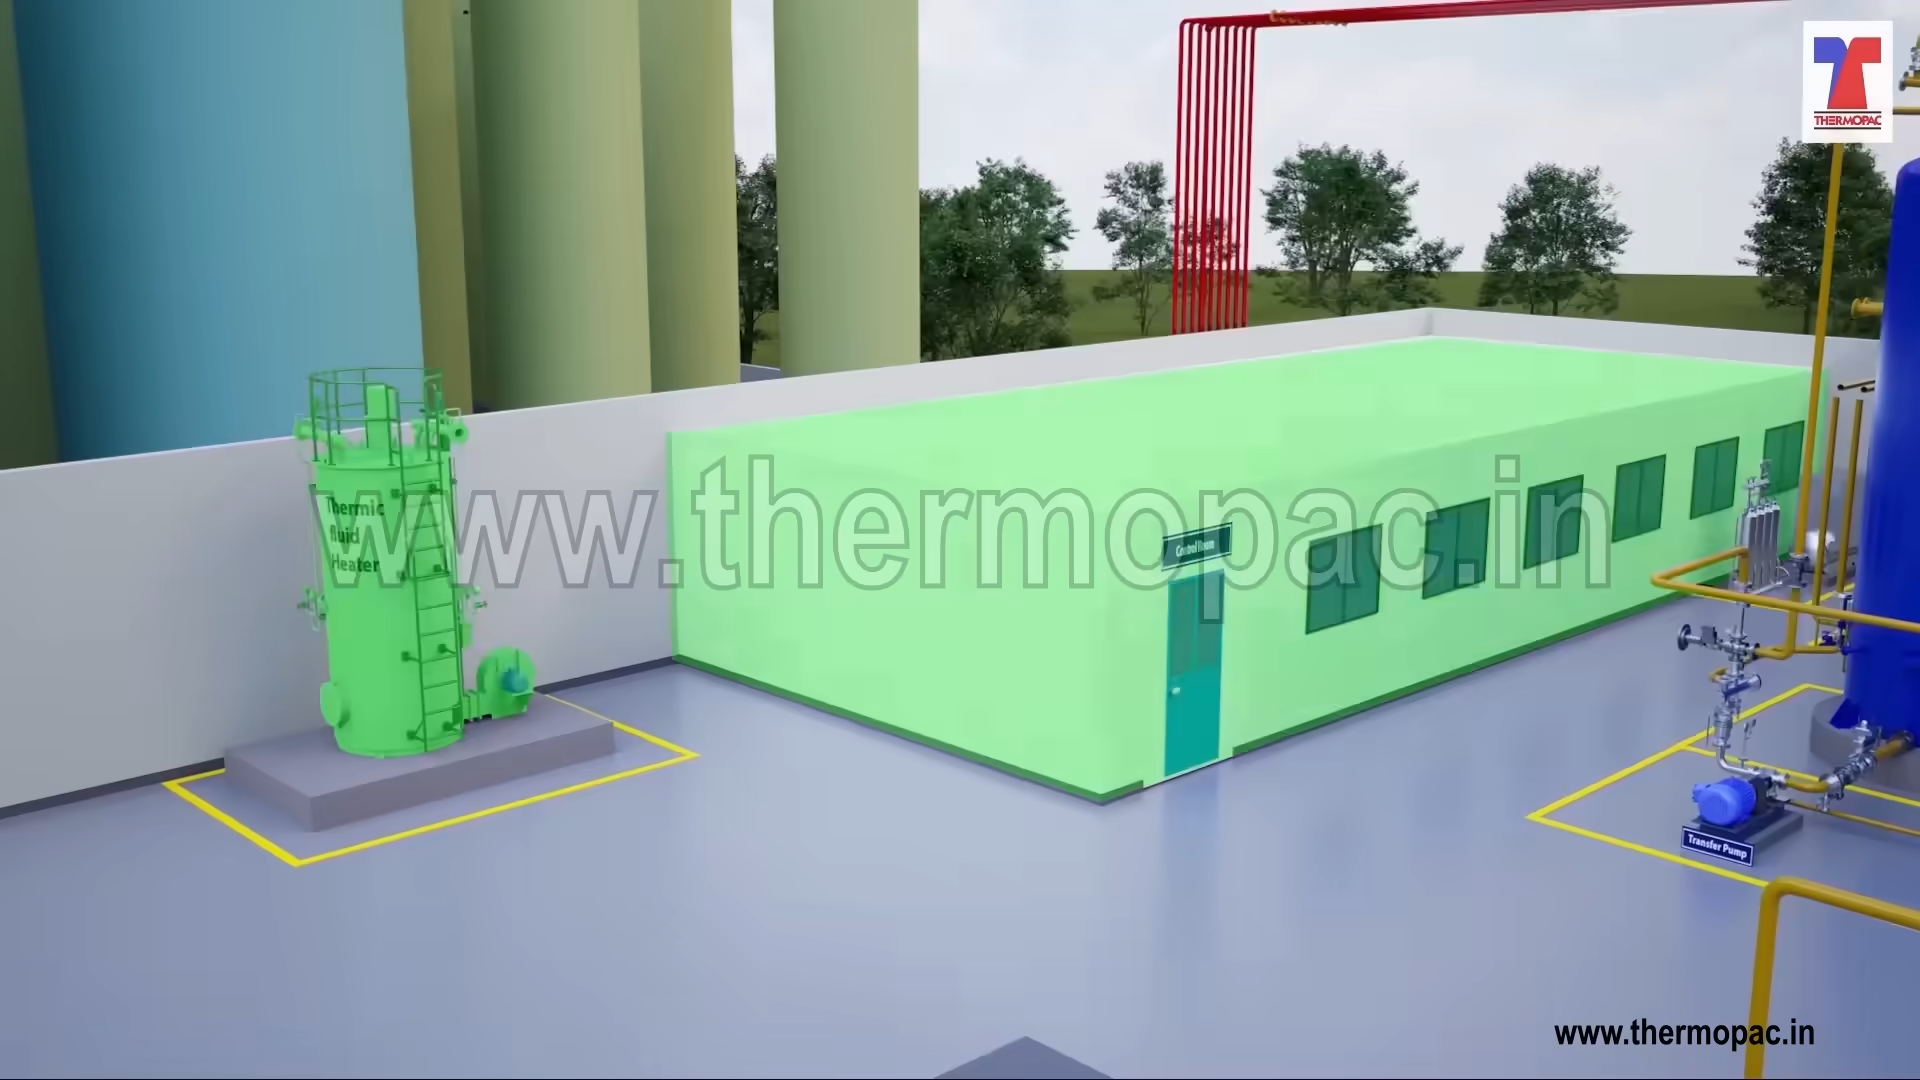 THERMOPAC
Thermic
fluid
Heater
www.thermopac.in
Control Room
Transfer Pump
www.thermopac.in